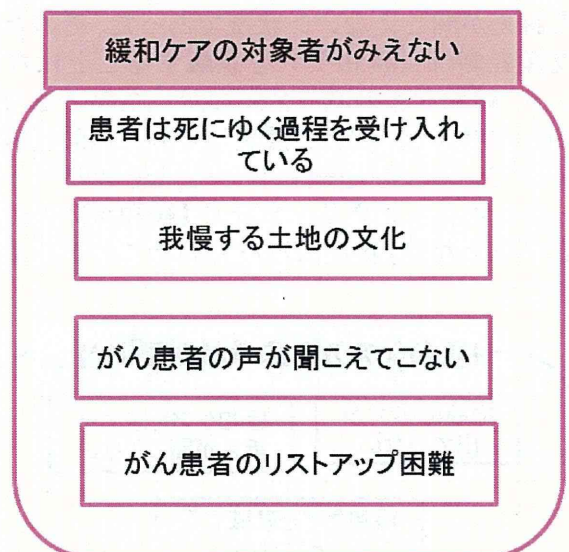 緩和ケアの対象者がみえない
患者は死にゆく過程を受け入れ
ている
我慢する土地の文化
がん患者の声が聞こえてこない
がん患者のリストアップ困難